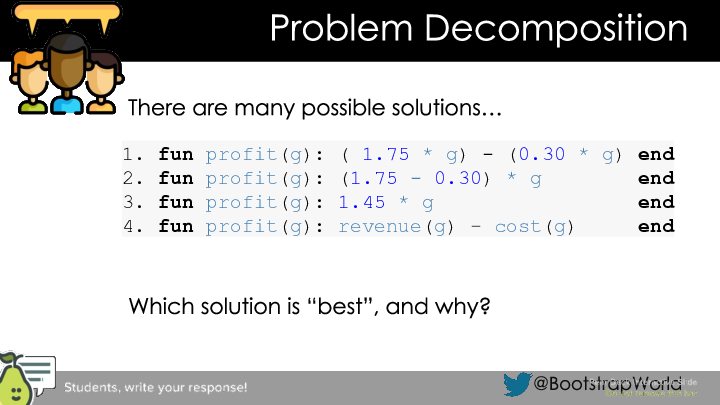 Problem Decomposition
There are many possible solutions…
1. fun profit(g): ( 1.75 * g) - (0.30 * g) end
2. fun profit(g): (1.75 - 0.30) * g end
3. fun profit(g): 1.45 * g end
4. fun profit(g): revenue(g) - cost(g) end
Which solution is “best”, and why?
Students, write your response!
@BootstrapWorld